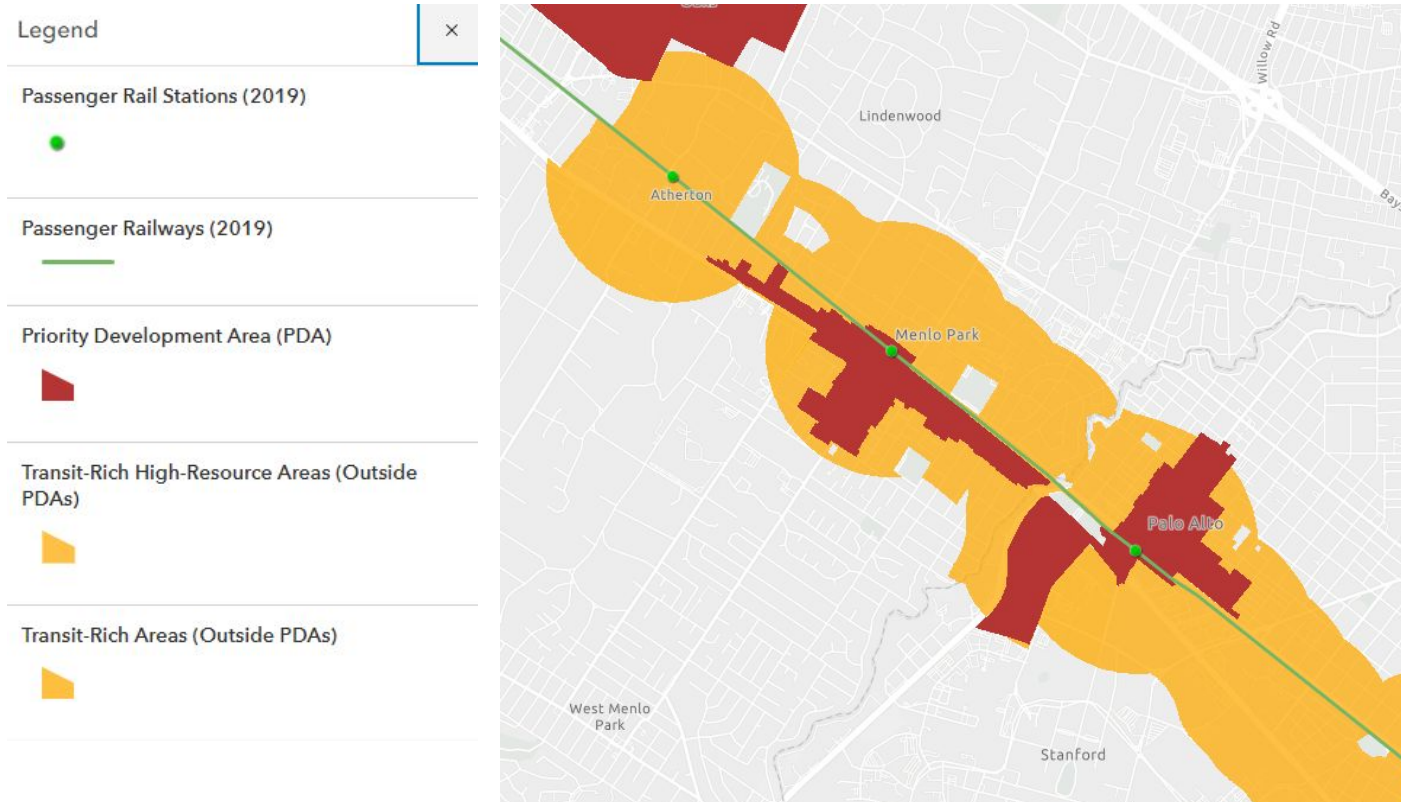 Legend
Passenger Rail Stations (2019)
Passenger Railways (2019)
Priority Development Area (PDA)
Transit-Rich High-Resource Areas (Outside
PDAs)
Transit-Rich Areas (Outside PDAs)
Willow Rd
Lindenwood
Atherton
Menlo Park
Palo Alto
West Menlo
Park
Stanford